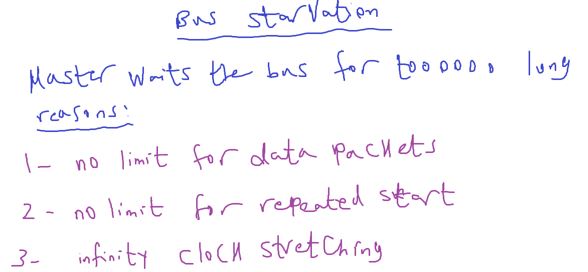 Bus starvation
Master waits the bus for toooooo long
reasons:
1- no limit for data packets
2- no limit for repeated start
3- infinity clock stretching